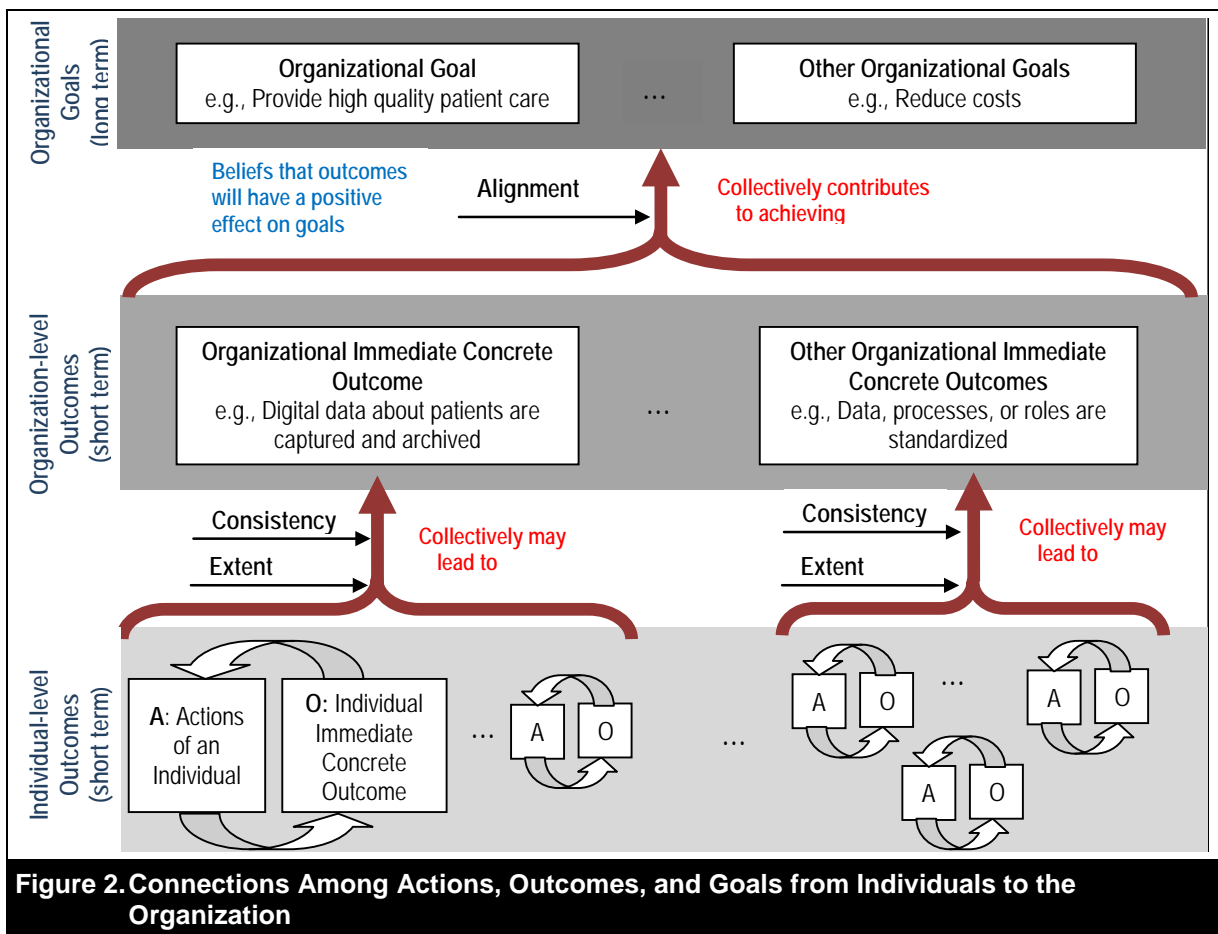 Organizational
Goals
(long term)
Organizational Goal
e.g., Provide high quality patient care
...
Other Organizational Goals
e.g., Reduce costs
Beliefs that outcomes
will have a positive
effect on goals
Alignment
Collectively contributes
to achieving
Organization-level
Outcomes
(short term)
Organizational Immediate Concrete
Outcome
e.g., Digital data about patients are
captured and archived
...
Other Organizational Immediate
Concrete Outcomes
e.g., Data, processes, or roles are
standardized
Consistency
Extent
Collectively may
lead to
Consistency
Extent
Collectively may
lead to
Individual-level
Outcomes
(short term)
A: Actions
of an
Individual
O: Individual
Immediate
Concrete
Outcome
...
A
O
...
A
O
...
A
O
A
O
Figure 2. Connections Among Actions, Outcomes, and Goals from Individuals to the
Organization